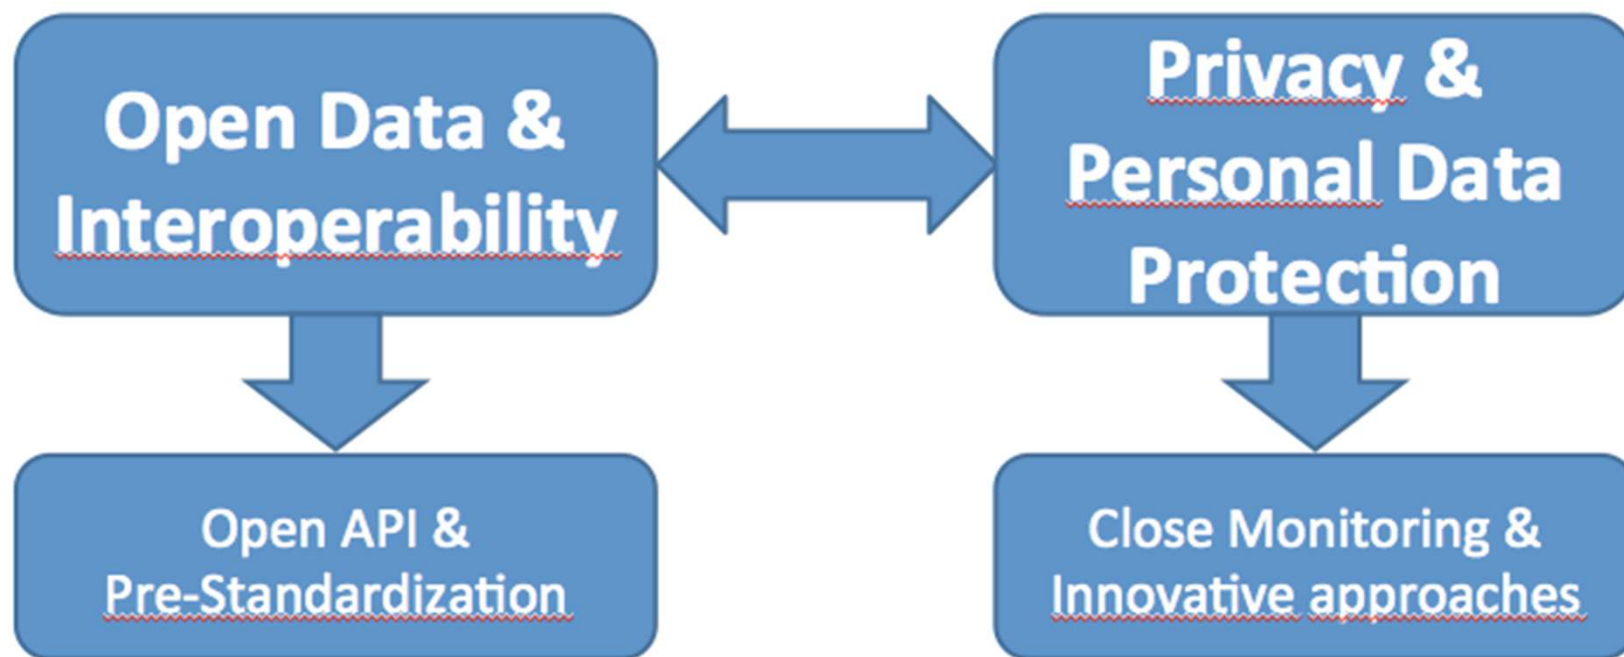 Open Data &
Interoperability
Privacy &
Personal Data
Protection
Open API &
Pre-Standardization
Close Monitoring &
Innovative approaches